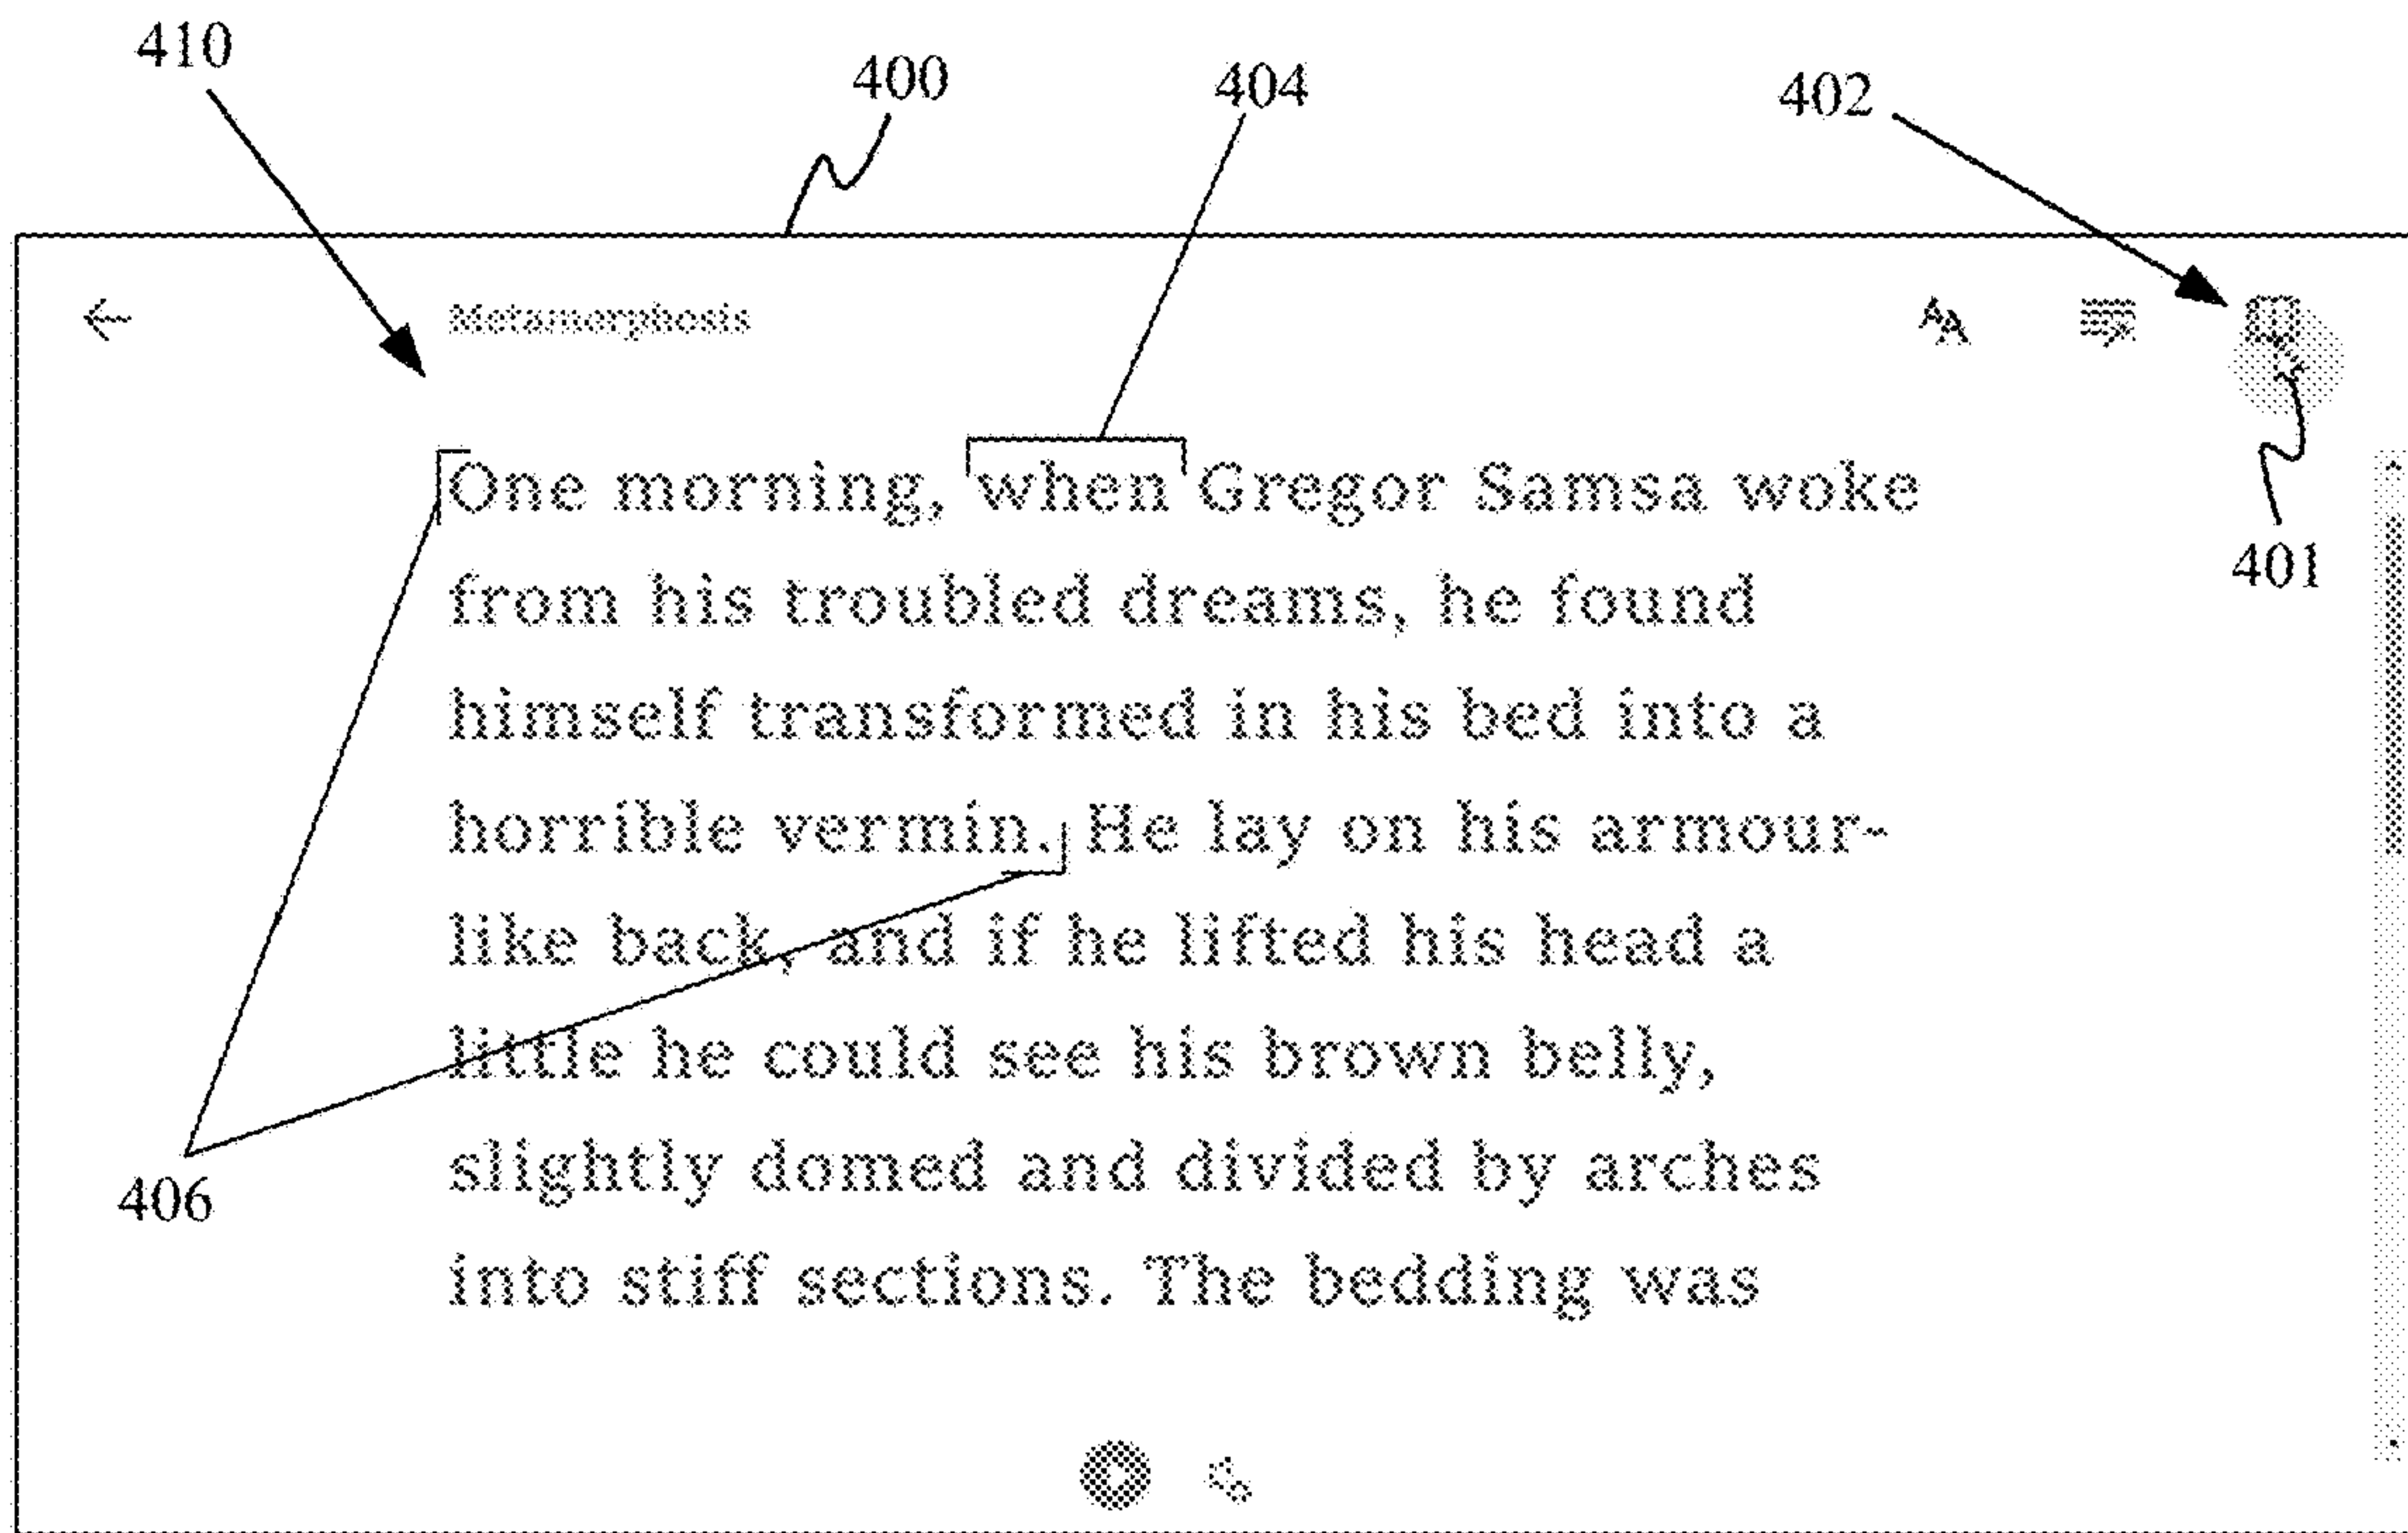 410
400
404
402
Metamorphosis
AA
One morning, when Gregor Samsa woke
401
from his troubled dreams, he found
himself transformed in his bed into a
horrible vermin. He lay on his armour-
like back, and if he lifted his head a
little he could see his brown belly,
slightly domed and divided by arches
406
into stiff sections. The bedding was